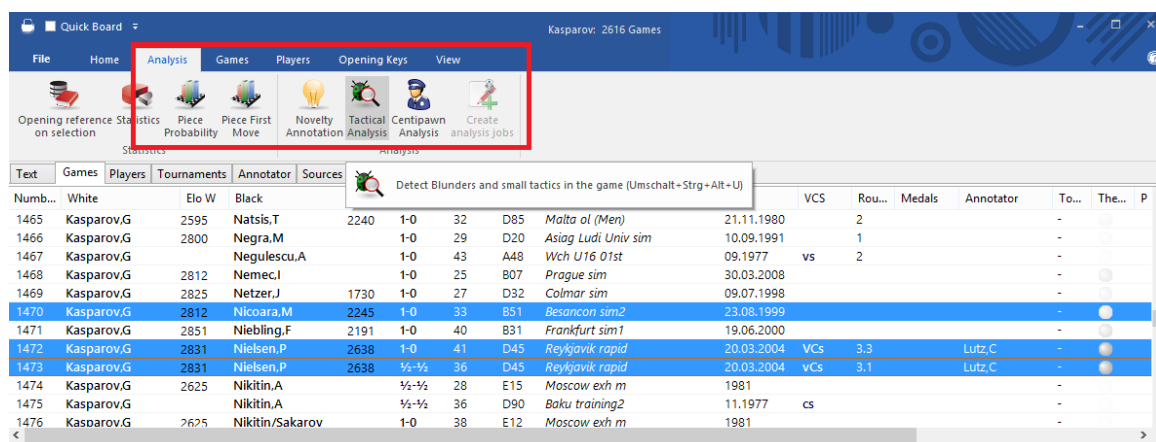 Quick Board
Kasparov: 2616 Games
File Home Analysis Games Players Opening Keys View
Opening reference on selection
Statistics
Piece Probability
Piece First Move
Novelty Annotation
Tactical Analysis
Centipawn Analysis
Create analysis jobs
Statistics Analysis
Text Games Players Tournaments Annotator Sources
Detect Blunders and small tactics in the game (Umschalt+Strg+Alt+U)
Numb... White Elo W Black VCS Rou... Medals Annotator To... The... P
1465 Kasparov,G 2595 Natsis,T 2240 1-0 32 D85 Malta ol (Men) 21.11.1980 2 -
1466 Kasparov,G 2800 Negra,M 1-0 29 D20 Asiag Ludi Univ sim 10.09.1991 1 -
1467 Kasparov,G Negulescu,A 1-0 43 A48 Wch U16 01st 09.1977 vs 2 -
1468 Kasparov,G 2812 Nemec,I 1-0 25 B07 Prague sim 30.03.2008 -
1469 Kasparov,G 2825 Netzer,J 1730 1-0 27 D32 Colmar sim 09.07.1998 -
1470 Kasparov,G 2812 Nicoara,M 2245 1-0 33 B51 Besancon sim2 23.08.1999 -
1471 Kasparov,G 2851 Niebling,F 2191 1-0 40 B31 Frankfurt sim1 19.06.2000 -
1472 Kasparov,G 2831 Nielsen,P 2638 1-0 41 D45 Reykjavik rapid 20.03.2004 VCs 3.3 Lutz,C -
1473 Kasparov,G 2831 Nielsen,P 2638 ½-½ 36 D45 Reykjavik rapid 20.03.2004 vCs 3.1 Lutz,C -
1474 Kasparov,G 2625 Nikitin,A ½-½ 28 E15 Moscow exh m 1981 -
1475 Kasparov,G Nikitin,A ½-½ 36 D90 Baku training2 11.1977 cs -
1476 Kasparov,G 2625 Nikitin/Sakarov 1-0 38 E12 Moscow exh m 1981 -